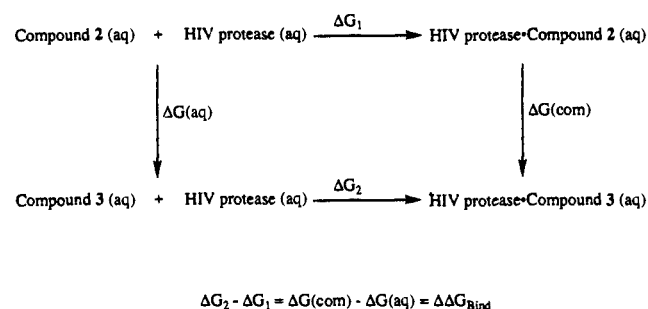 Compound 2 (aq) + HIV protease (aq) ΔG₁ HIV protease•Compound 2 (aq)
ΔG(aq) ΔG(com)
Compound 3 (aq) + HIV protease (aq) ΔG₂ HIV protease•Compound 3 (aq)
ΔG₂ - ΔG₁ = ΔG(com) - ΔG(aq) = ΔΔG_Bind